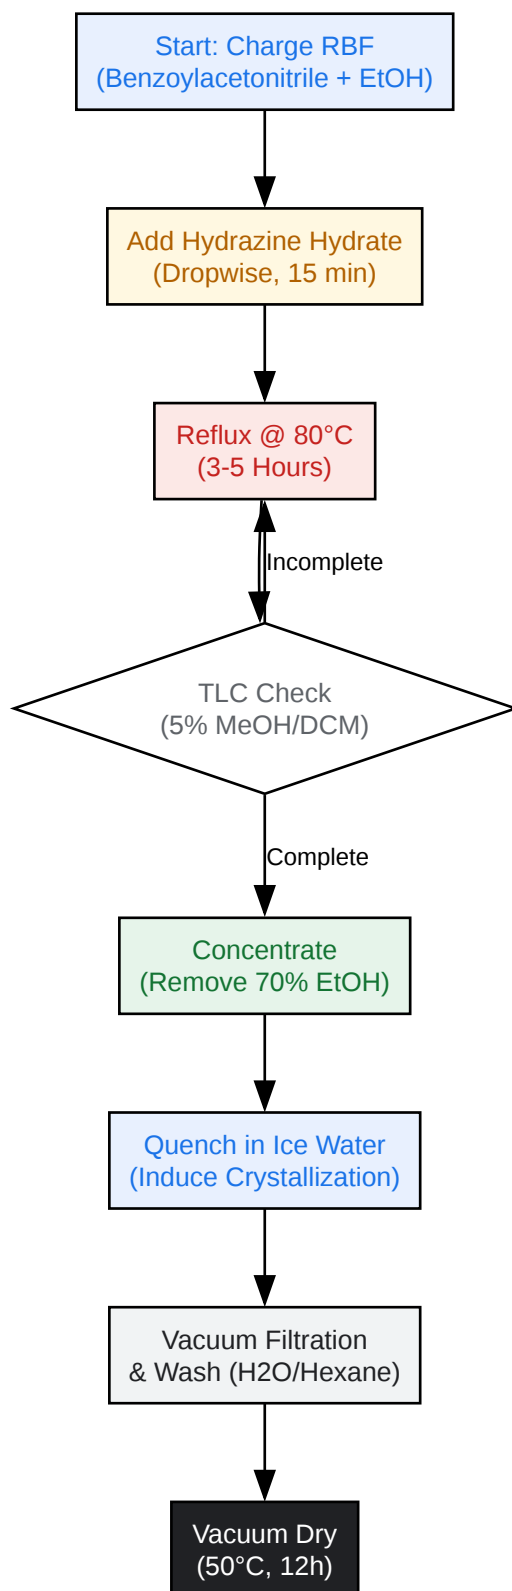 Start: Charge RBF
(Benzoylacetonitrile + EtOH)
Add Hydrazine Hydrate
(Dropwise, 15 min)
Reflux @ 80°C
(3-5 Hours)
Incomplete
TLC Check
(5% MeOH/DCM)
Complete
Concentrate
(Remove 70% EtOH)
Quench in Ice Water
(Induce Crystallization)
Vacuum Filtration
& Wash (H2O/Hexane)
Vacuum Dry
(50°C, 12h)